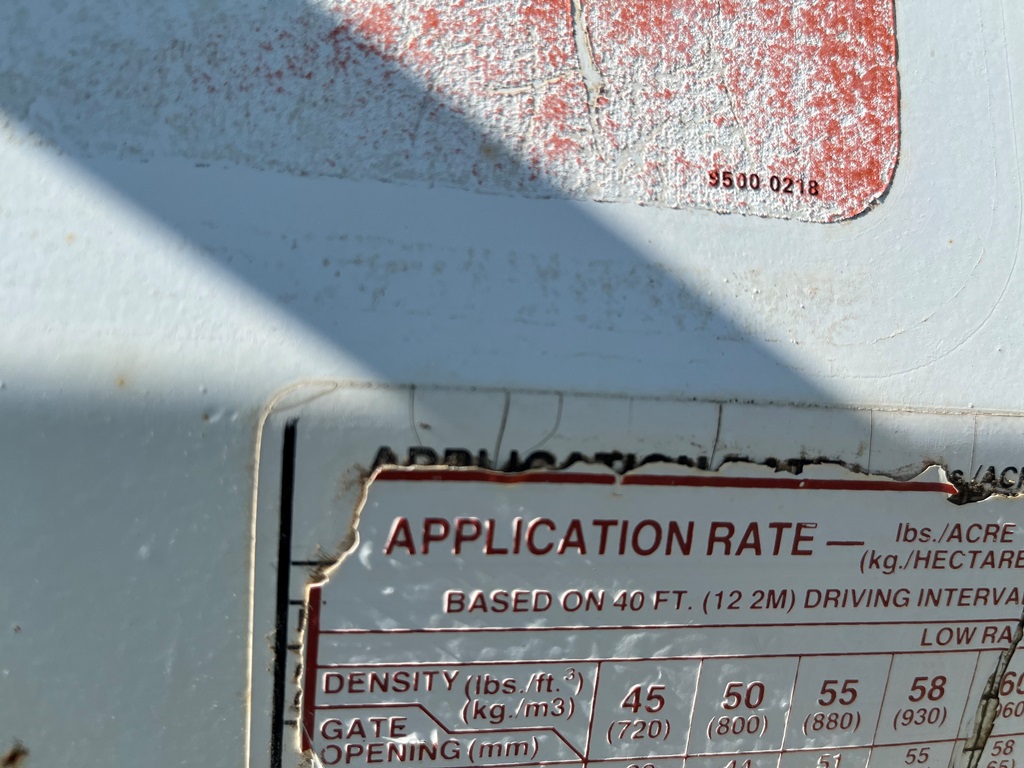 9500 0218
APPLICATION RATE — lbs./ACRE
(kg./HECTARE
BASED ON 40 FT. (12 2M) DRIVING INTERVA
LOW RA
DENSITY (lbs./ft.³) 45 50 55 58 60
(kg./m3) (720) (800) (880) (930)
GATE
OPENING (mm) 55 58